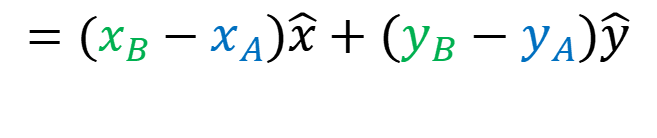 = (x_B − x_A)x̂ + (y_B − y_A)ŷ